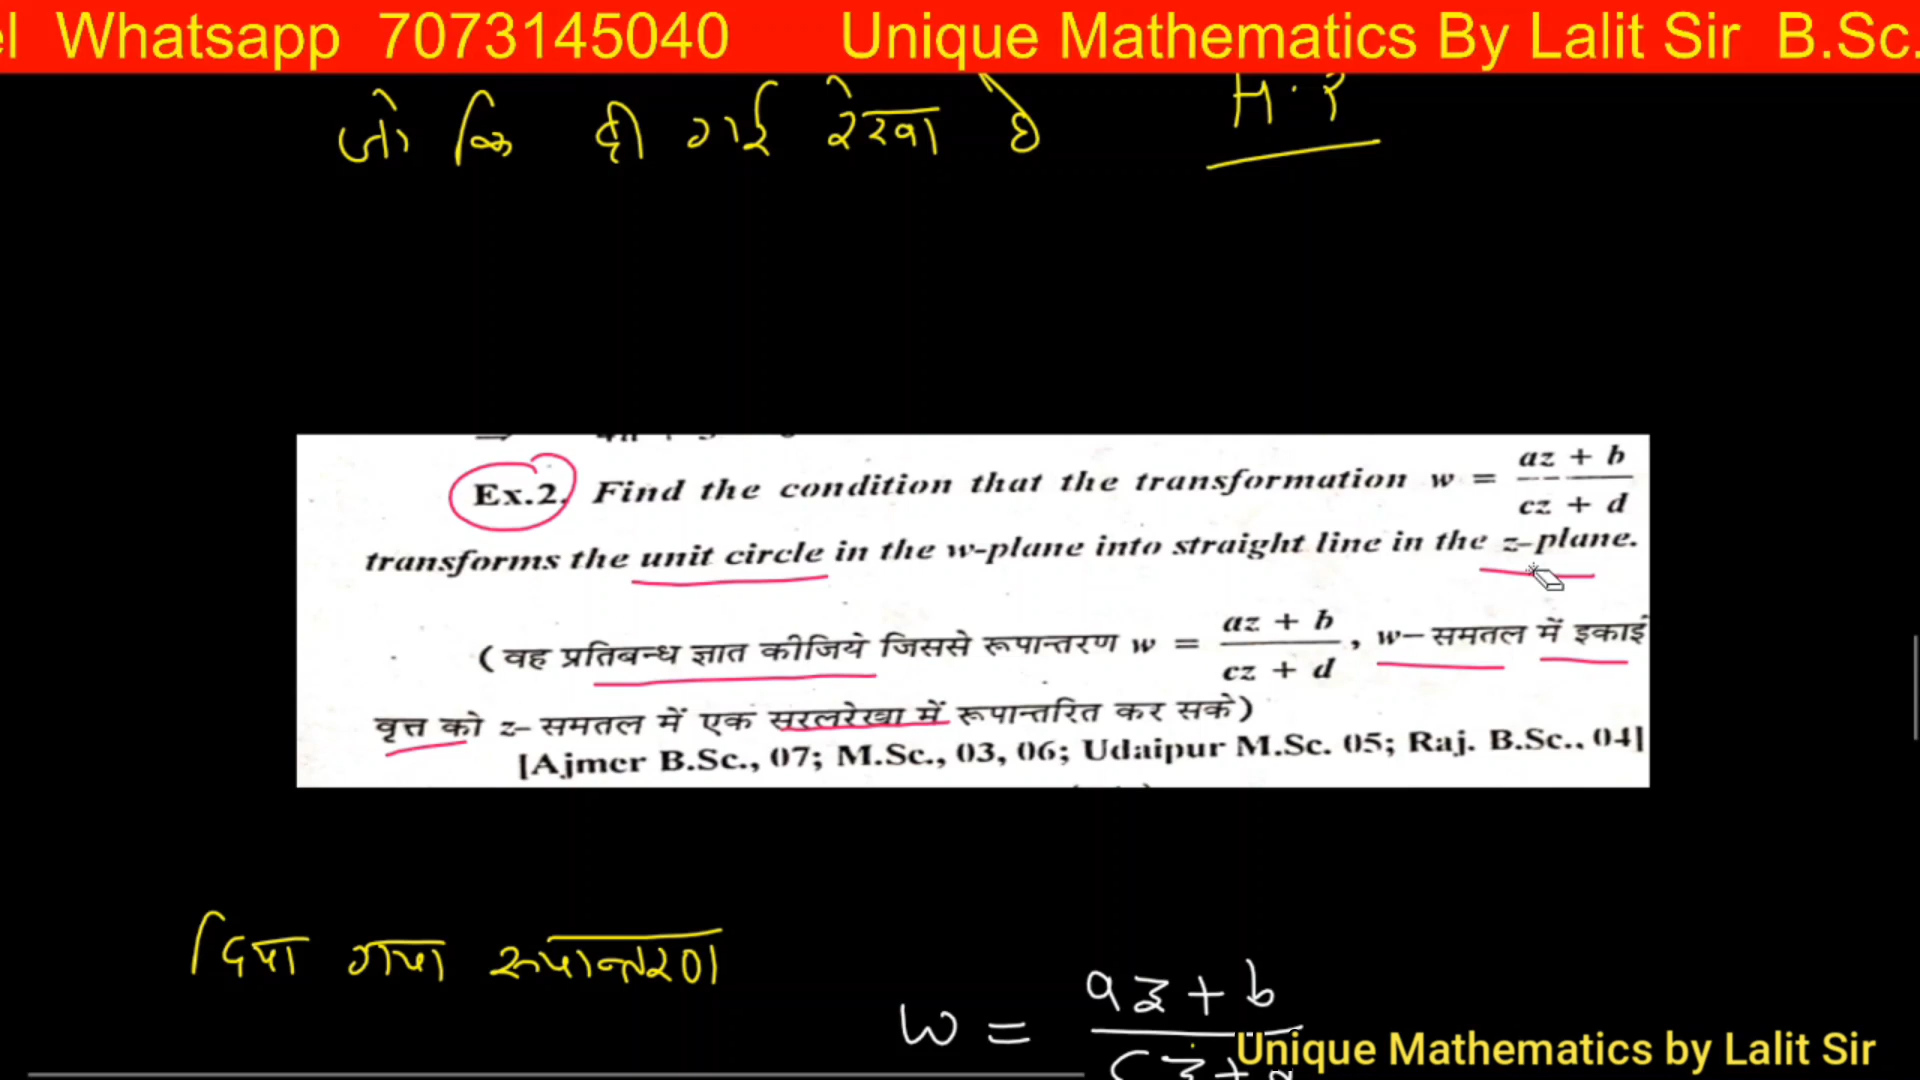 el Whatsapp 7073145040 Unique Mathematics By Lalit Sir B.Sc.
जो कि दी गई रेखा है H.P
Ex.2. Find the condition that the transformation w = az + b / cz + d
transforms the unit circle in the w-plane into straight line in the z-plane.
( वह प्रतिबन्ध ज्ञात कीजिये जिससे रूपान्तरण w = az + b / cz + d , w– समतल में इकाई
वृत्त को z– समतल में एक सरलरेखा में रूपान्तरित कर सके)
[Ajmer B.Sc., 07; M.Sc., 03, 06; Udaipur M.Sc. 05; Raj. B.Sc.. 04]
दिया गया रूपान्तरण
w = az + b / cz + d
Unique Mathematics by Lalit Sir